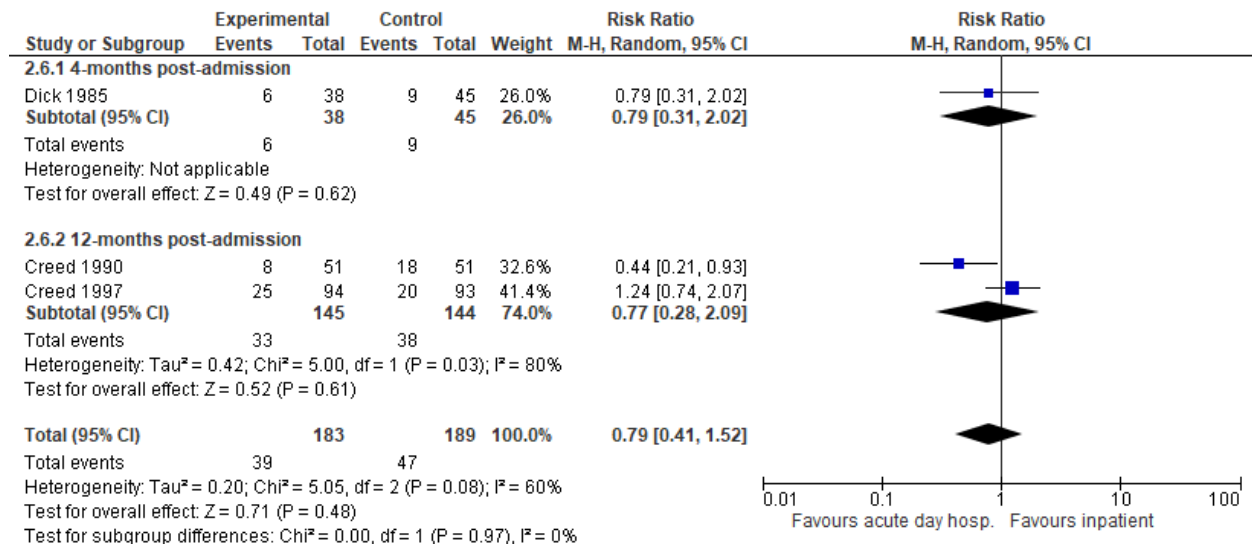 Experimental Control Risk Ratio Risk Ratio
Study or Subgroup Events Total Events Total Weight M-H, Random, 95% CI M-H, Random, 95% CI
2.6.1 4-months post-admission
Dick 1985 6 38 9 45 26.0% 0.79 [0.31, 2.02]
Subtotal (95% CI) 38 45 26.0% 0.79 [0.31, 2.02]
Total events 6 9
Heterogeneity: Not applicable
Test for overall effect: Z = 0.49 (P = 0.62)
2.6.2 12-months post-admission
Creed 1990 8 51 18 51 32.6% 0.44 [0.21, 0.93]
Creed 1997 25 94 20 93 41.4% 1.24 [0.74, 2.07]
Subtotal (95% CI) 145 144 74.0% 0.77 [0.28, 2.09]
Total events 33 38
Heterogeneity: Tau² = 0.42; Chi² = 5.00, df = 1 (P = 0.03); I² = 80%
Test for overall effect: Z = 0.52 (P = 0.61)
Total (95% CI) 183 189 100.0% 0.79 [0.41, 1.52]
Total events 39 47
Heterogeneity: Tau² = 0.20; Chi² = 5.05, df = 2 (P = 0.08); I² = 60%
Test for overall effect: Z = 0.71 (P = 0.48)
Test for subgroup differences: Chi² = 0.00, df = 1 (P = 0.97), I² = 0%
0.01 0.1 1 10 100
Favours acute day hosp. Favours inpatient